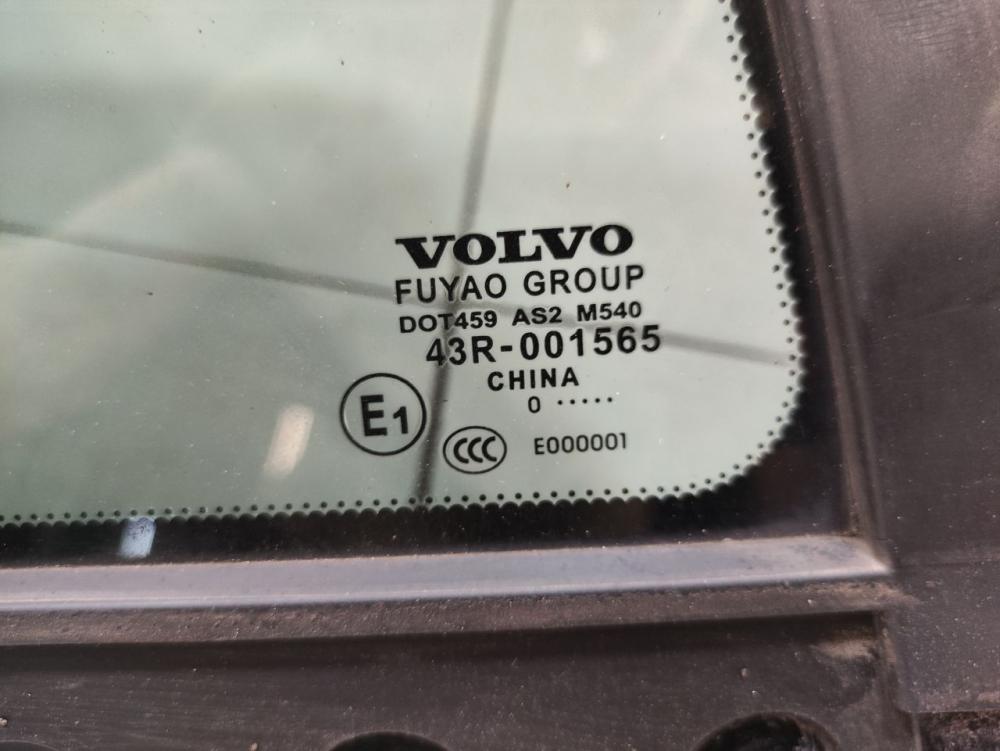 VOLVO
FUYAO GROUP
DOT459 AS2 M540
43R-001565
CHINA
0 ·····
E1
CCC E000001